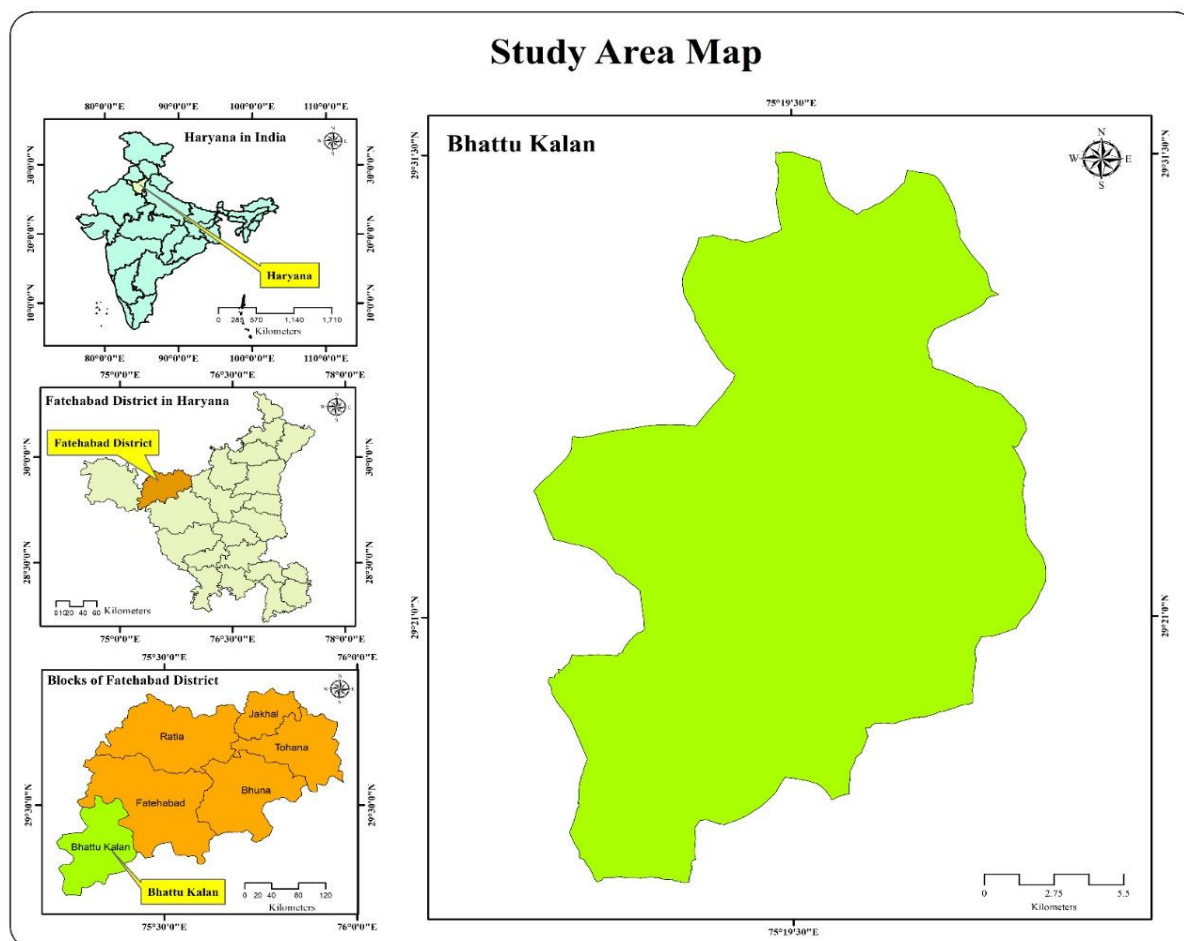 Study Area Map
80°0'0"E 90°0'0"E 100°0'0"E 110°0'0"E
Haryana in India
N
W E
S
30°0'0"N 30°0'0"N
20°0'0"N 20°0'0"N
10°0'0"N 10°0'0"N
Haryana
0 285 570 1,140 1,710
Kilometers
80°0'0"E 90°0'0"E 100°0'0"E 110°0'0"E
75°0'0"E 76°30'0"E 78°0'0"E
Fatehabad District in Haryana
Fatehabad District
30°0'0"N 30°0'0"N
28°30'0"N 28°30'0"N
0 10 20 40 60
Kilometers
75°0'0"E 76°30'0"E 78°0'0"E
75°30'0"E 76°0'0"E
Blocks of Fatehabad District
Jakhal
Ratia
Tohana
Bhuna
Fatehabad
Bhattu Kalan
Bhattu Kalan
29°30'0"N 29°30'0"N
0 20 40 80 120
Kilometers
75°30'0"E 76°0'0"E
75°19'30"E
Bhattu Kalan
N
W E
S
29°31'30"N 29°31'30"N
29°21'0"N 29°21'0"N
0 2.75 5.5
Kilometers
75°19'30"E